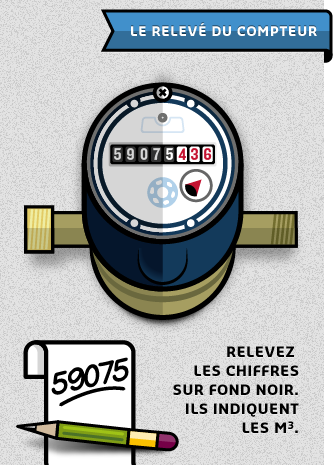 LE RELEVÉ DU COMPTEUR
59075436
59075
RELEVEZ
LES CHIFFRES
SUR FOND NOIR.
ILS INDIQUENT
LES M³.